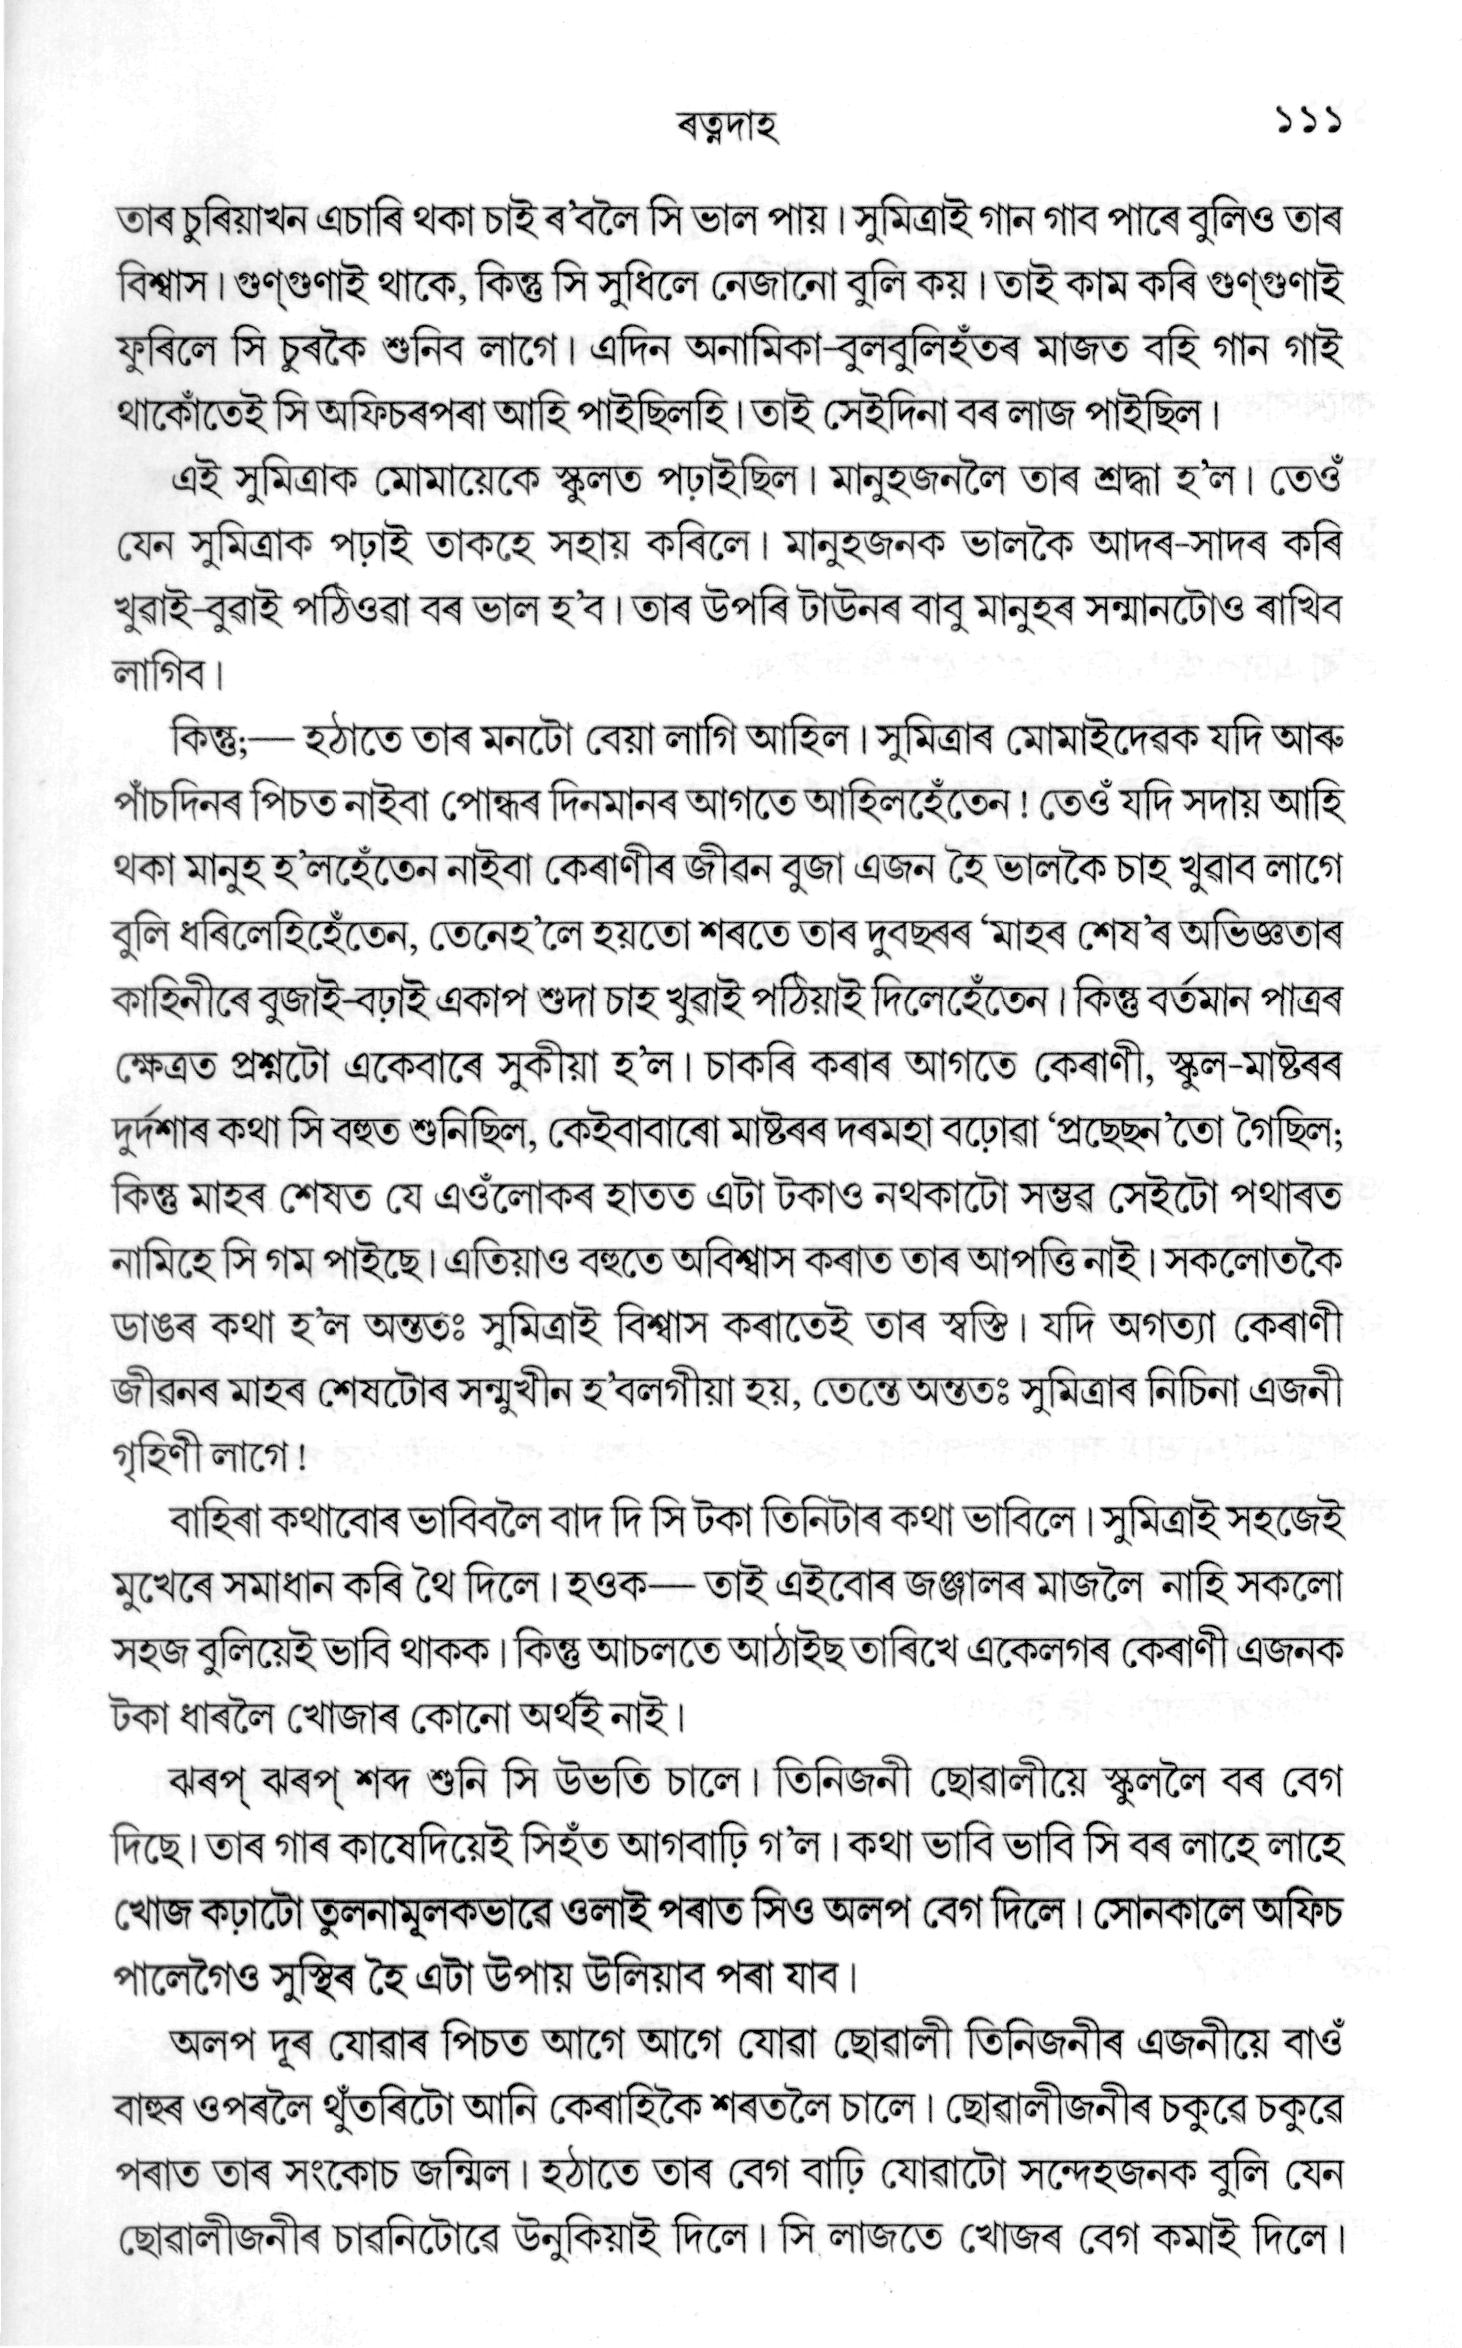 ৰত্নদাহ ১১১
তাৰ চুৰিয়াখন এচাৰি থকা চাই ৰ'বলৈ সি ভাল পায়। সুমিত্ৰাই গান গাব পাৰে বুলিও তাৰ
বিশ্বাস। গুণ্‌গুণাই থাকে, কিন্তু সি সুধিলে নেজানো বুলি কয়। তাই কাম কৰি গুণ্‌গুণাই
ফুৰিলে সি চুৰকৈ শুনিব লাগে। এদিন অনামিকা-বুলবুলিহঁতৰ মাজত বহি গান গাই
থাকোঁতেই সি অফিচৰপৰা আহি পাইছিলহি। তাই সেইদিনা বৰ লাজ পাইছিল।
এই সুমিত্ৰাক মোমায়েকে স্কুলত পঢ়াইছিল। মানুহজনলৈ তাৰ শ্ৰদ্ধা হ'ল। তেওঁ
যেন সুমিত্ৰাক পঢ়াই তাকহে সহায় কৰিলে। মানুহজনক ভালকৈ আদৰ-সাদৰ কৰি
খুৱাই-বুৱাই পঠিওৱা বৰ ভাল হ'ব। তাৰ উপৰি টাউনৰ বাবু মানুহৰ সন্মানটোও ৰাখিব
লাগিব।
কিন্তু;— হঠাতে তাৰ মনটো বেয়া লাগি আহিল। সুমিত্ৰাৰ মোমাইদেৱক যদি আৰু
পাঁচদিনৰ পিচত নাইবা পোন্ধৰ দিনমানৰ আগতে আহিলহেঁতেন! তেওঁ যদি সদায় আহি
থকা মানুহ হ'লহেঁতেন নাইবা কেৰাণীৰ জীৱন বুজা এজন হৈ ভালকৈ চাহ খুৱাব লাগে
বুলি ধৰিলেহিহেঁতেন, তেনেহ'লে হয়তো শৰতে তাৰ দুবছৰৰ ‘মাহৰ শেষ’ৰ অভিজ্ঞতাৰ
কাহিনীৰে বুজাই-বঢ়াই একাপ শুদা চাহ খুৱাই পঠিয়াই দিলেহেঁতেন। কিন্তু বৰ্তমান পাত্ৰৰ
ক্ষেত্ৰত প্ৰশ্নটো একেবাৰে সুকীয়া হ'ল। চাকৰি কৰাৰ আগতে কেৰাণী, স্কুল-মাষ্টৰৰ
দুৰ্দশাৰ কথা সি বহুত শুনিছিল, কেইবাবাৰো মাষ্টৰৰ দৰমহা বঢ়োৱা ‘প্ৰছেছন’তো গৈছিল;
কিন্তু মাহৰ শেষত যে এওঁলোকৰ হাতত এটা টকাও নথকাটো সম্ভৱ সেইটো পথাৰত
নামিহে সি গম পাইছে। এতিয়াও বহুতে অবিশ্বাস কৰাত তাৰ আপত্তি নাই। সকলোতকৈ
ডাঙৰ কথা হ'ল অন্ততঃ সুমিত্ৰাই বিশ্বাস কৰাতেই তাৰ স্বস্তি। যদি অগত্যা কেৰাণী
জীৱনৰ মাহৰ শেষটোৰ সন্মুখীন হ'বলগীয়া হয়, তেন্তে অন্ততঃ সুমিত্ৰাৰ নিচিনা এজনী
গৃহিণী লাগে!
বাহিৰা কথাবোৰ ভাবিবলৈ বাদ দি সি টকা তিনিটাৰ কথা ভাবিলে। সুমিত্ৰাই সহজেই
মুখেৰে সমাধান কৰি থৈ দিলে। হওক— তাই এইবোৰ জঞ্জালৰ মাজলৈ নাহি সকলো
সহজ বুলিয়েই ভাবি থাকক। কিন্তু আচলতে আঠাইছ তাৰিখে একেলগৰ কেৰাণী এজনক
টকা ধাৰলৈ খোজাৰ কোনো অৰ্থই নাই।
ঝৰপ্‌ ঝৰপ্‌ শব্দ শুনি সি উভতি চালে। তিনিজনী ছোৱালীয়ে স্কুললৈ বৰ বেগ
দিছে। তাৰ গাৰ কাষেদিয়েই সিহঁত আগবাঢ়ি গ'ল। কথা ভাবি ভাবি সি বৰ লাহে লাহে
খোজ কঢ়াটো তুলনামূলকভাৱে ওলাই পৰাত সিও অলপ বেগ দিলে। সোনকালে অফিচ
পালেগৈও সুস্থিৰ হৈ এটা উপায় উলিয়াব পৰা যাব।
অলপ দূৰ যোৱাৰ পিচত আগে আগে যোৱা ছোৱালী তিনিজনীৰ এজনীয়ে বাওঁ
বাহুৰ ওপৰলৈ থুঁতৰিটো আনি কেৰাহিকৈ শৰতলৈ চালে। ছোৱালীজনীৰ চকুৱে চকুৱে
পৰাত তাৰ সংকোচ জন্মিল। হঠাতে তাৰ বেগ বাঢ়ি যোৱাটো সন্দেহজনক বুলি যেন
ছোৱালীজনীৰ চাৱনিটোৱে উনুকিয়াই দিলে। সি লাজতে খোজৰ বেগ কমাই দিলে।